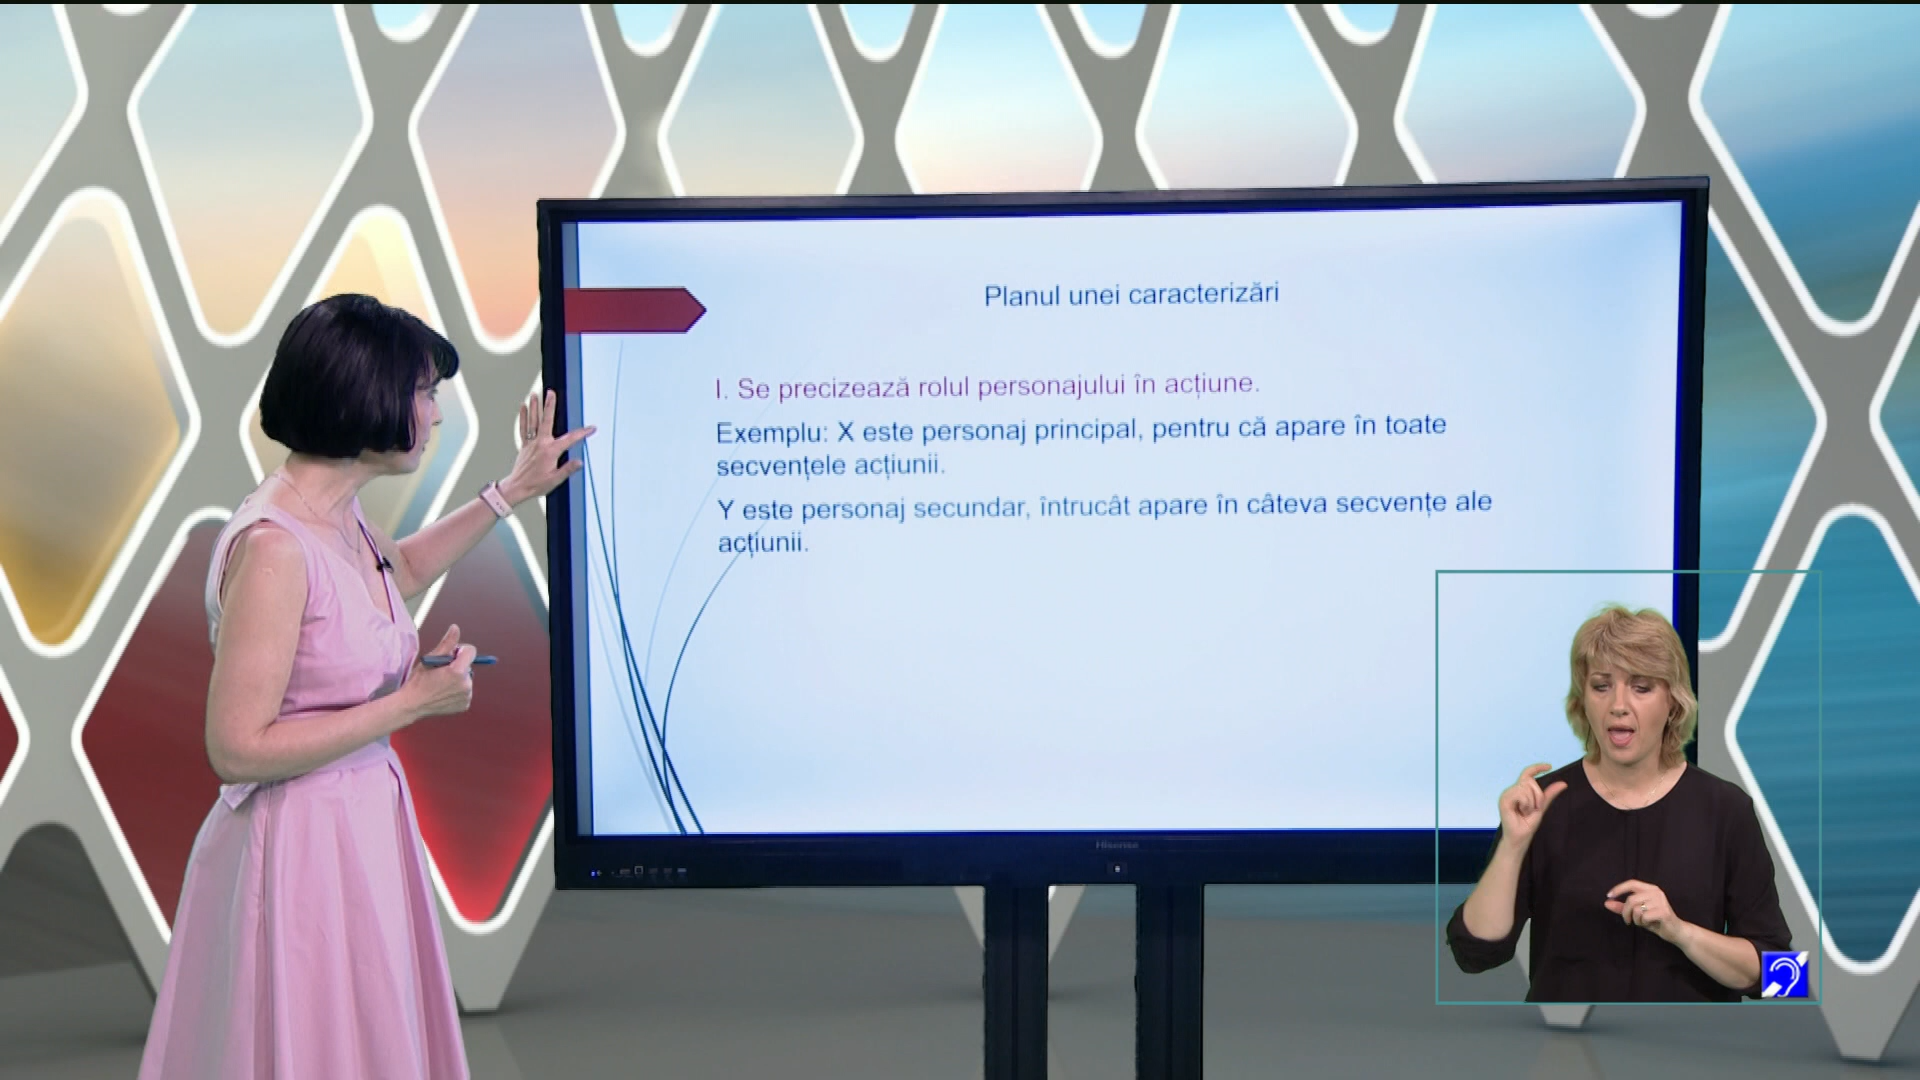 Planul unei caracterizări
I. Se precizează rolul personajului în acțiune.
Exemplu: X este personaj principal, pentru că apare în toate
secvențele acțiunii.
Y este personaj secundar, întrucât apare în câteva secvențe ale
acțiunii.
Hisense